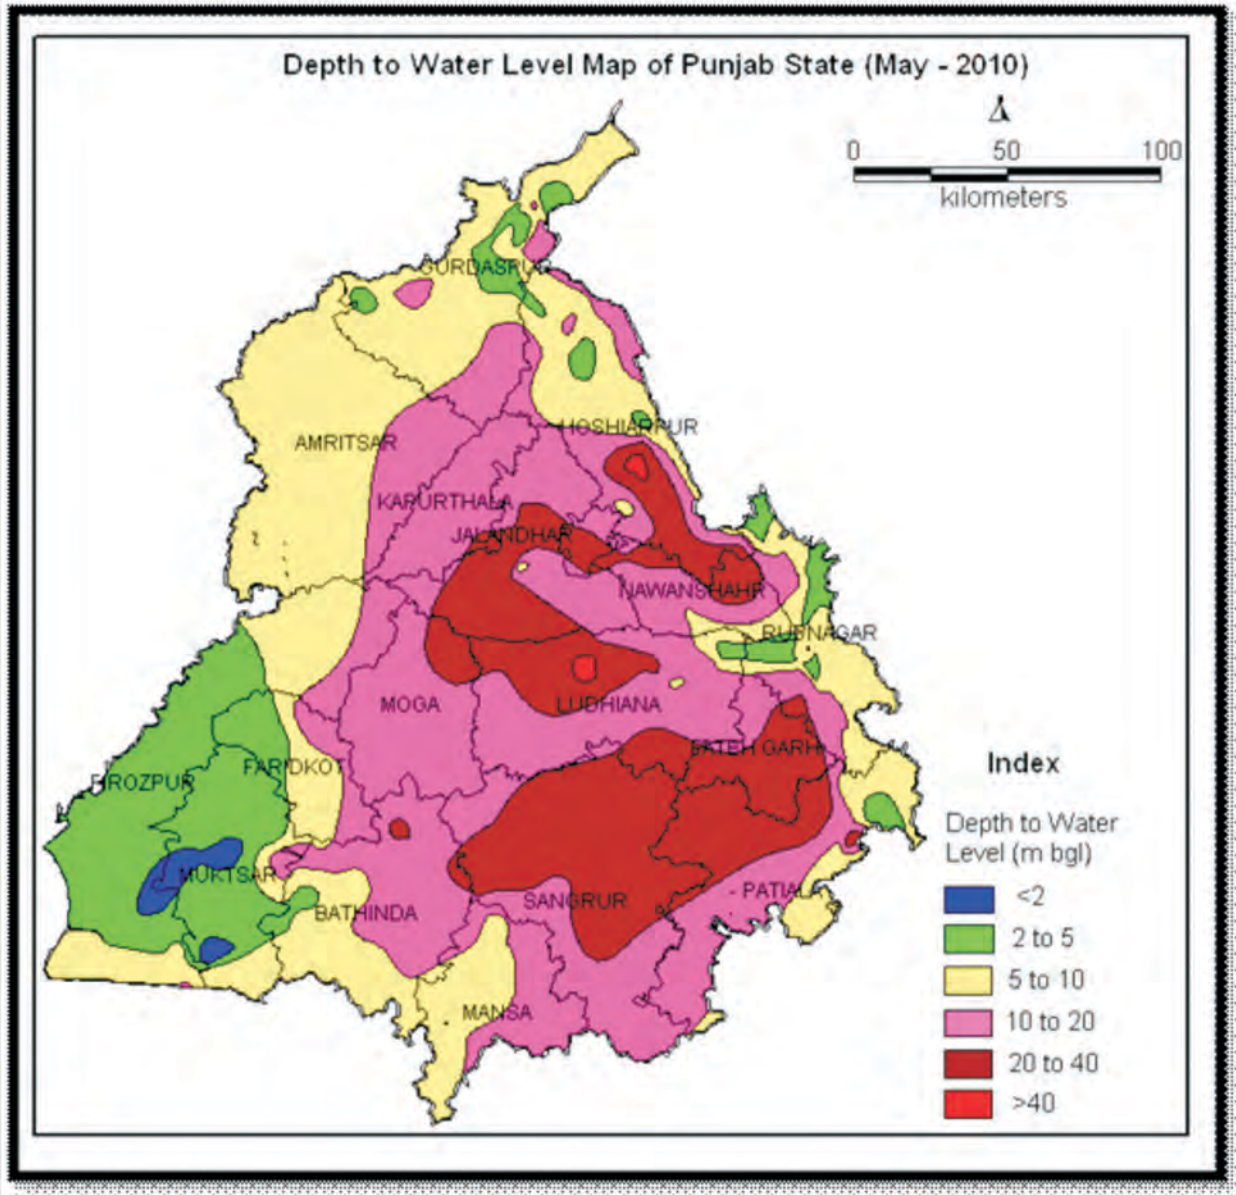 Depth to Water Level Map of Punjab State (May - 2010)
0 50 100
kilometers
GURDASPUR
AMRITSAR
HOSHIARPUR
KAPURTHALA
JALANDHAR
NAWANSHAHR
RUPNAGAR
MOGA
LUDHIANA
FATEH GARH
FIROZPUR
FARIDKOT
MUKTSAR
BATHINDA
SANGRUR
- PATIALA
MANSA
Index
Depth to Water
Level (m bgl)
<2
2 to 5
5 to 10
10 to 20
20 to 40
>40